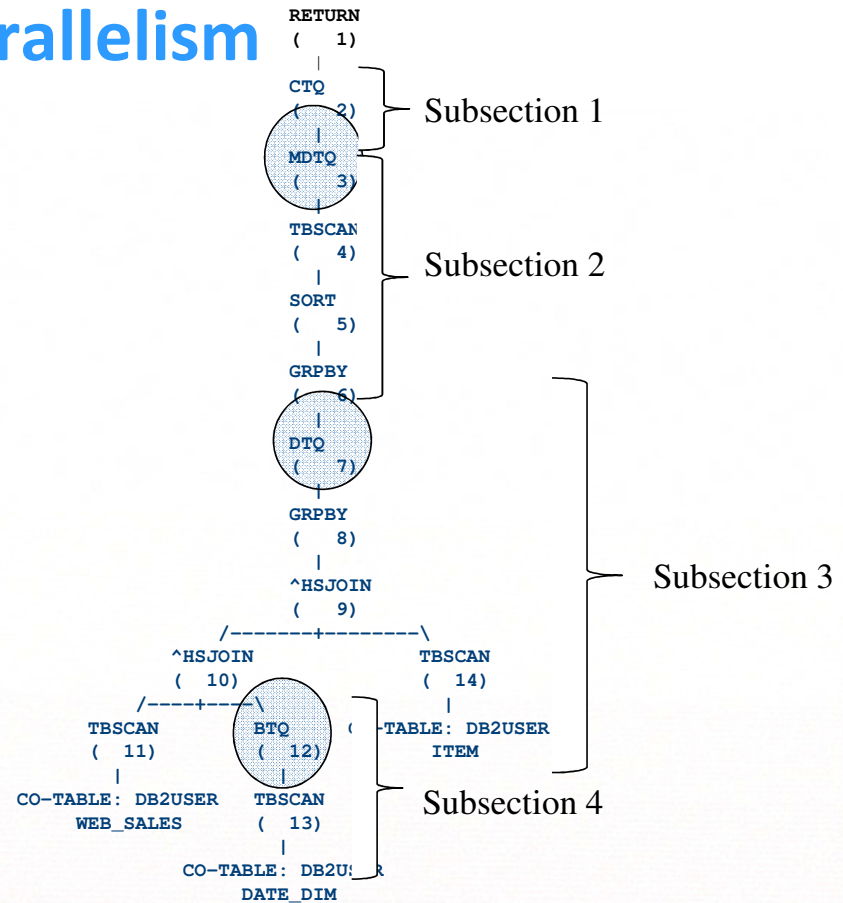 rallelism
RETURN
( 1)
|
CTQ
( 2)
|
MDTQ
( 3)
|
TBSCAN
( 4)
|
SORT
( 5)
|
GRPBY
( 6)
|
DTQ
( 7)
|
GRPBY
( 8)
|
^HSJOIN
( 9)
/-------+--------\
^HSJOIN TBSCAN
( 10) ( 14)
/----+----\ |
TBSCAN BTQ ( -TABLE: DB2USER
( 11) ( 12) ITEM
| |
CO-TABLE: DB2USER TBSCAN
WEB_SALES ( 13)
|
CO-TABLE: DB2US R
DATE_DIM
Subsection 1
Subsection 2
Subsection 3
Subsection 4